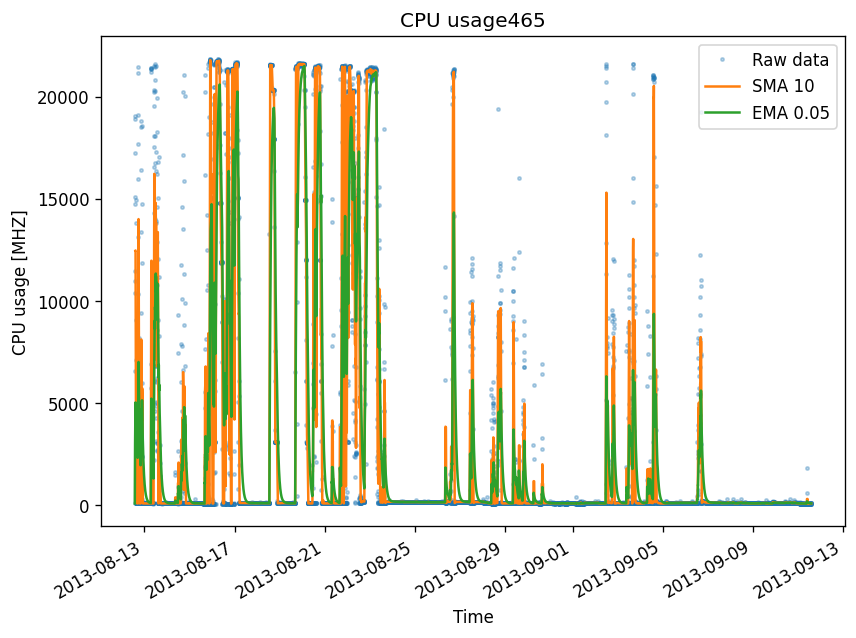 CPU usage465
Raw data
SMA 10
EMA 0.05
CPU usage [MHZ]
20000
15000
10000
5000
0
2013-08-13
2013-08-17
2013-08-21
2013-08-25
2013-08-29
2013-09-01
2013-09-05
2013-09-09
2013-09-13
Time